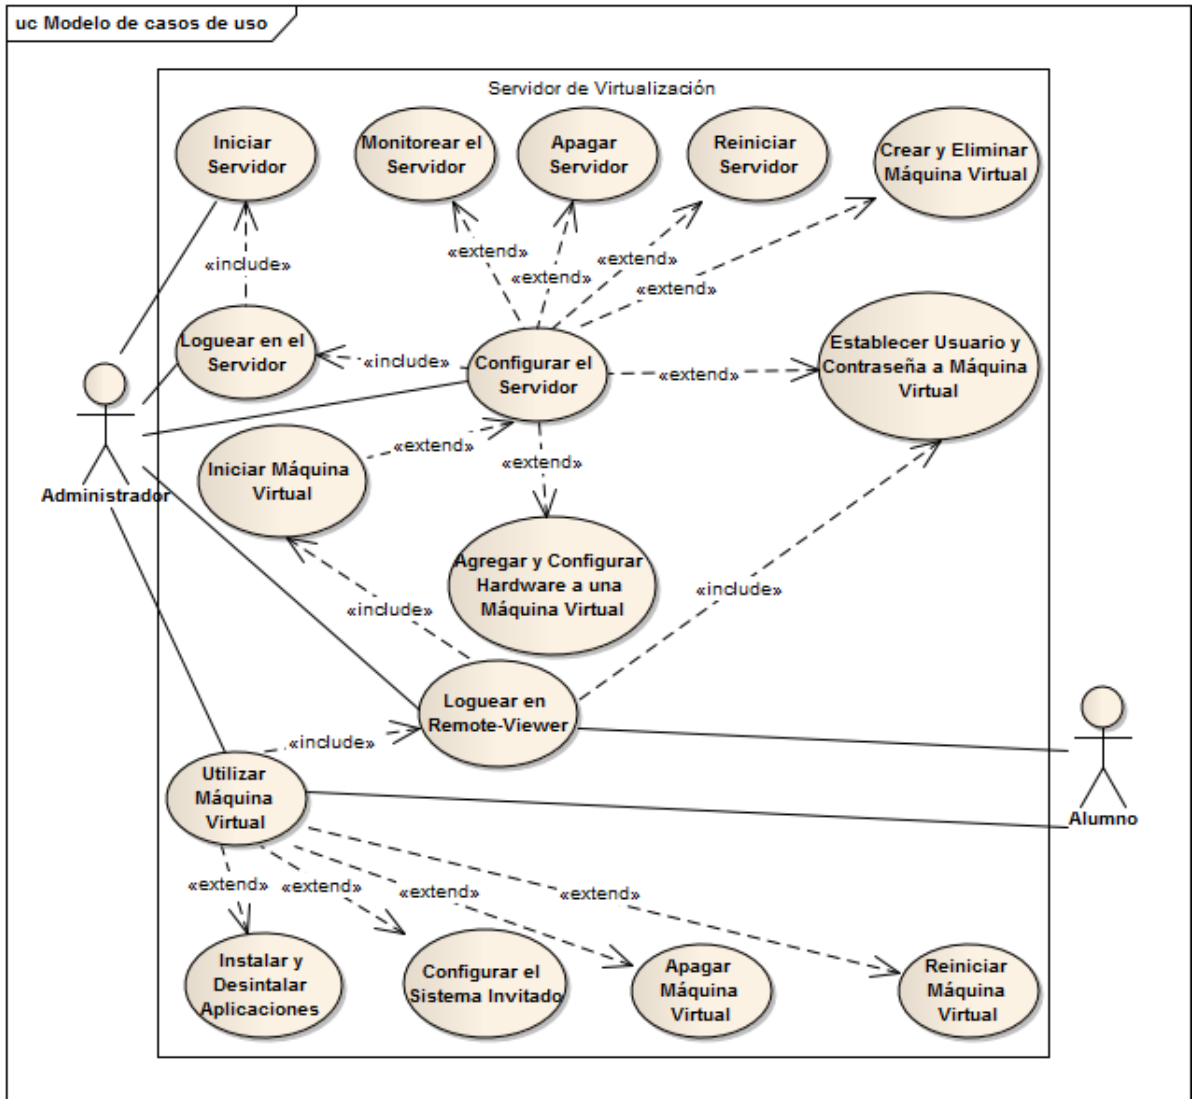 uc Modelo de casos de uso
Servidor de Virtualización
Iniciar
Servidor
Monitorear el
Servidor
Apagar
Servidor
Reiniciar
Servidor
Crear y Eliminar
Máquina Virtual
«extend»
«extend»
«extend»
«extend»
«include»
Loguear en el
Servidor
«include»
Configurar el
Servidor
«extend»
Establecer Usuario y
Contraseña a Máquina
Virtual
Administrador
Iniciar Máquina
Virtual
«extend»
«extend»
Agregar y Configurar
Hardware a una
Máquina Virtual
«include»
«include»
Loguear en
Remote-Viewer
«include»
Utilizar
Máquina
Virtual
Alumno
«extend»
«extend»
«extend»
«extend»
Instalar y
Desintalar
Aplicaciones
Configurar el
Sistema Invitado
Apagar
Máquina
Virtual
Reiniciar
Máquina
Virtual